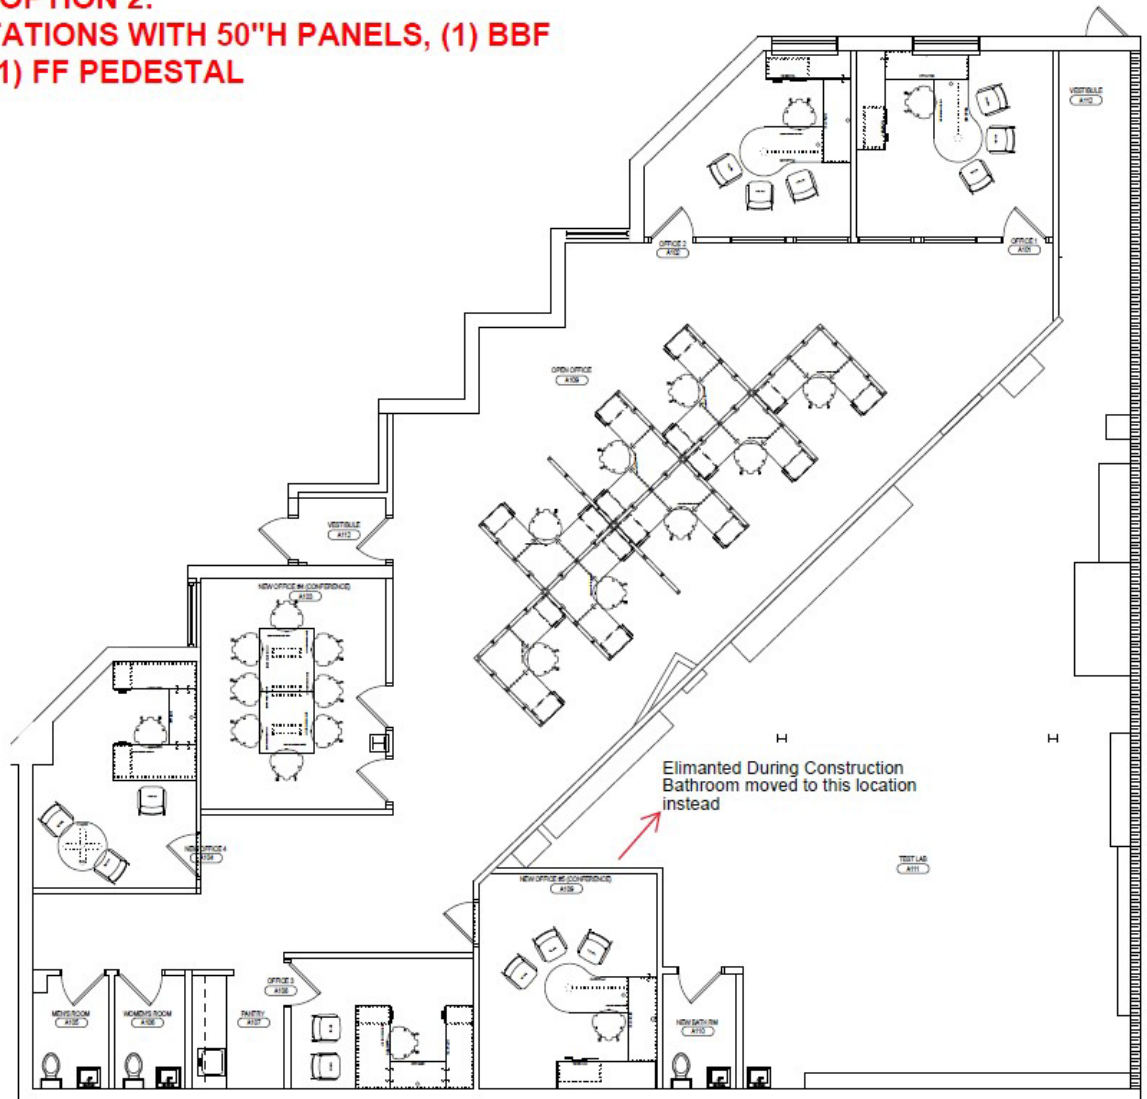 OPTION 2:
TATIONS WITH 50"H PANELS, (1) BBF
1) FF PEDESTAL
VESTIBULE
A112
OFFICE 2
A102
OFFICE 1
A101
OPEN OFFICE
A109
VESTIBULE
A112
NEW OFFICE #4 (CONFERENCE)
A103
Elimanted During Construction
Bathroom moved to this location
instead
NEW OFFICE 4
A104
TEST LAB
A111
NEW OFFICE #5 (CONFERENCE)
A109
OFFICE 3
A108
MEN'S ROOM
A105
WOMEN'S ROOM
A106
PANTRY
A107
NEW BATH RM
A110